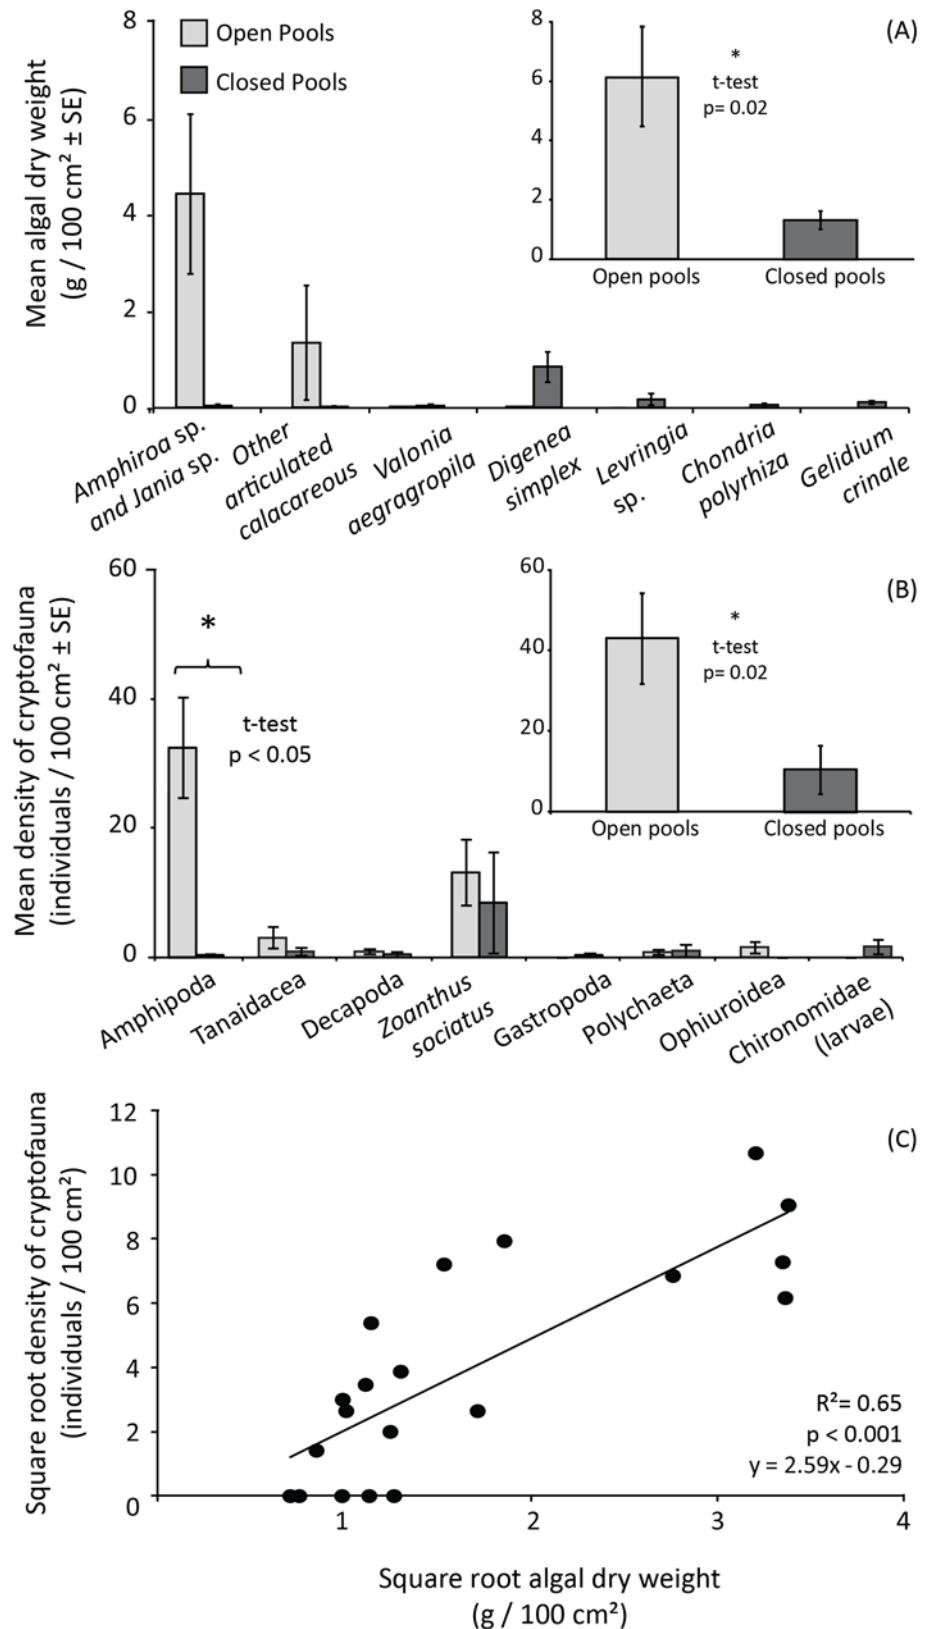 Mean algal dry weight
(g / 100 cm² ± SE)
8
6
4
2
0
Open Pools
Closed Pools
(A)
8
6
4
2
0
*
t-test
p= 0.02
Open pools
Closed pools
Amphiroa sp.
and Jania sp.
Other
articulated
calacareous
Valonia
aegragropila
Digenea
simplex
Levringia
sp.
Chondria
polyrhiza
Gelidium
crinale
Mean density of cryptofauna
(individuals / 100 cm² ± SE)
60
40
20
0
*
t-test
p < 0.05
(B)
60
40
20
0
*
t-test
p= 0.02
Open pools
Closed pools
Amphipoda
Tanaidacea
Decapoda
Zoanthus
sociatus
Gastropoda
Polychaeta
Ophiuroidea
Chironomidae
(larvae)
Square root density of cryptofauna
(individuals / 100 cm²)
12
10
8
6
4
2
0
(C)
R²= 0.65
p < 0.001
y = 2.59x - 0.29
1
2
3
4
Square root algal dry weight
(g / 100 cm²)